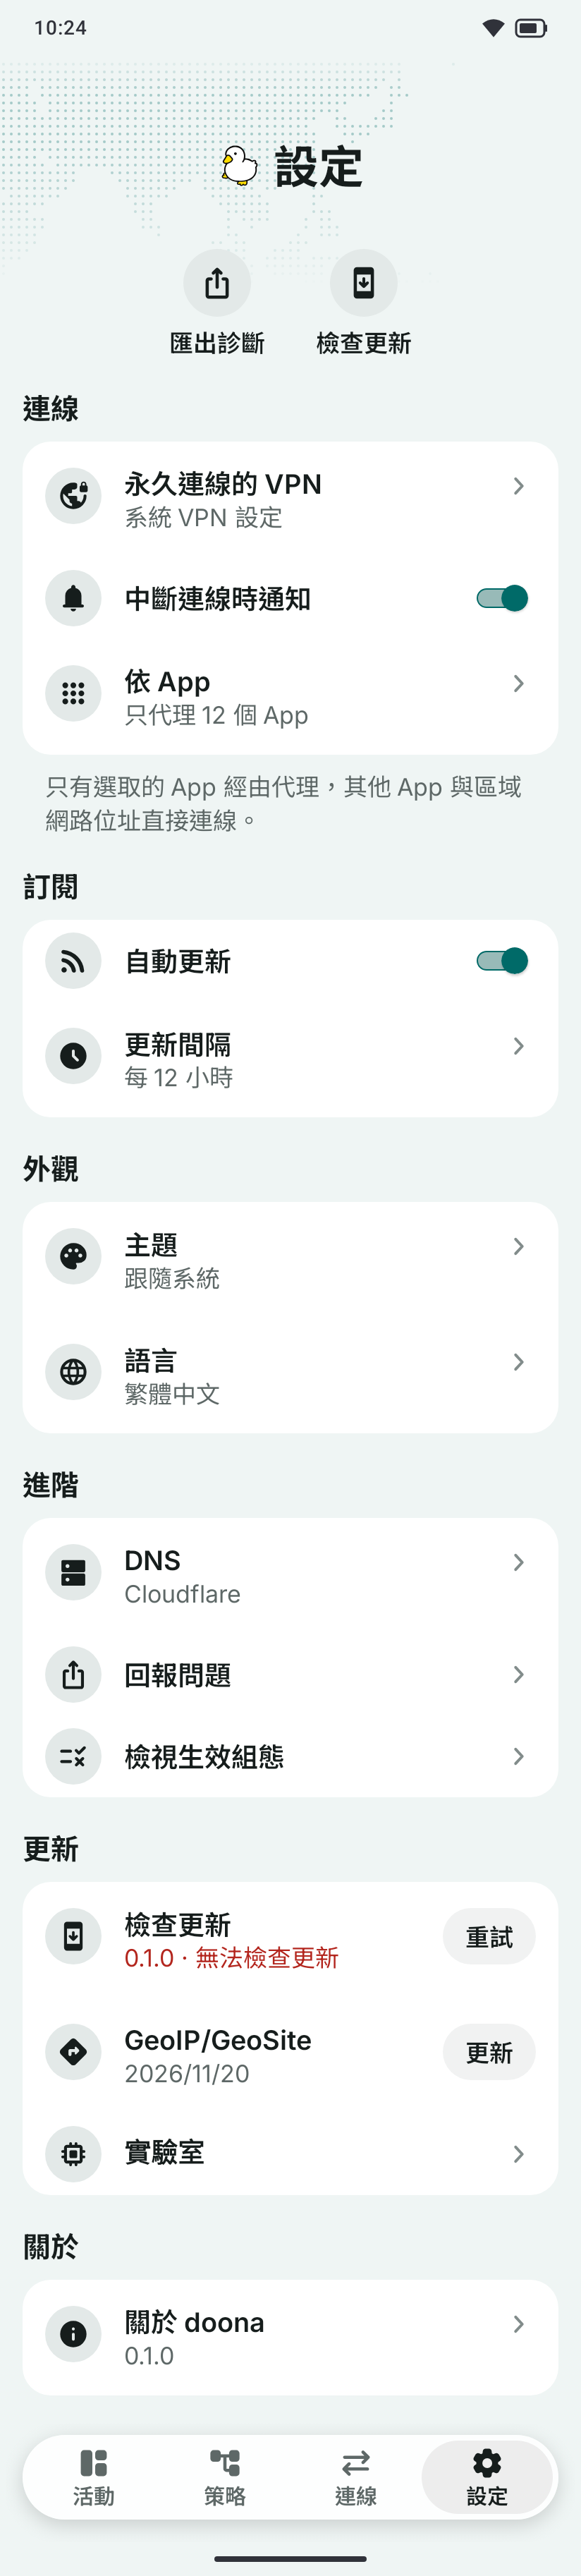 10:24
設定
匯出診斷
檢查更新
連線
永久連線的 VPN
系統 VPN 設定
中斷連線時通知
依 App
只代理 12 個 App
只有選取的 App 經由代理，其他 App 與區域
網路位址直接連線。
訂閱
自動更新
更新間隔
每 12 小時
外觀
主題
跟隨系統
語言
繁體中文
進階
DNS
Cloudflare
回報問題
檢視生效組態
更新
檢查更新
0.1.0 · 無法檢查更新
重試
GeoIP/GeoSite
2026/11/20
更新
實驗室
關於
關於 doona
0.1.0
活動
策略
連線
設定